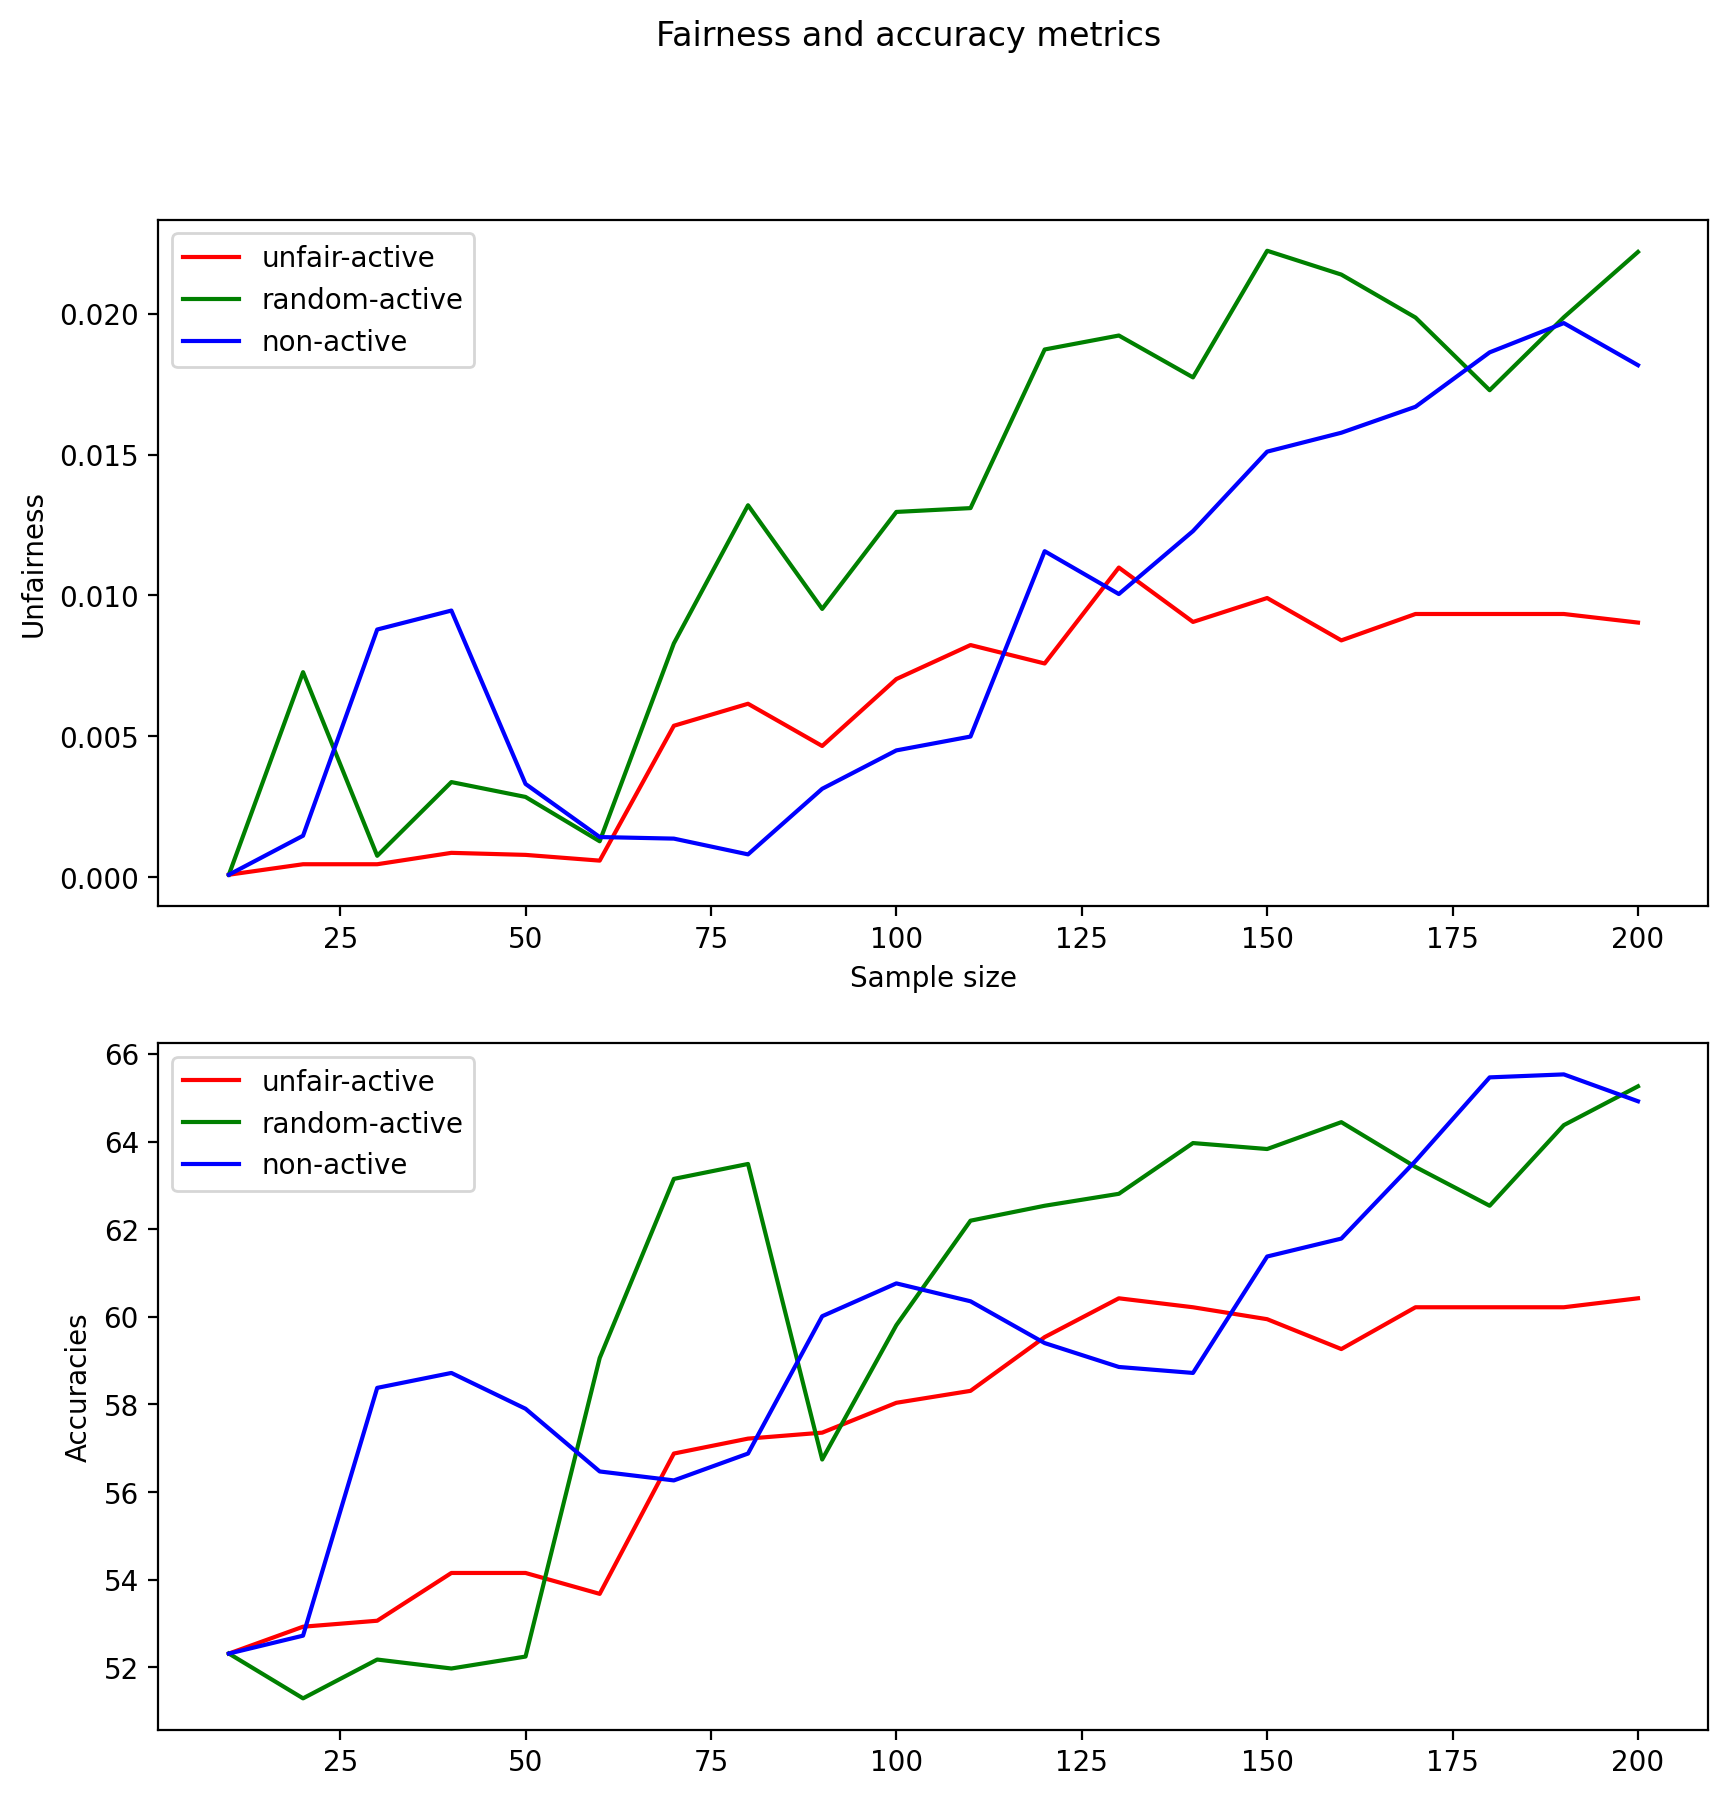 Fairness and accuracy metrics
unfair-active
random-active
non-active
0.020
0.015
0.010
0.005
0.000
Unfairness
25 50 75 100 125 150 175 200
Sample size
unfair-active
random-active
non-active
66
64
62
60
58
56
54
52
Accuracies
25 50 75 100 125 150 175 200